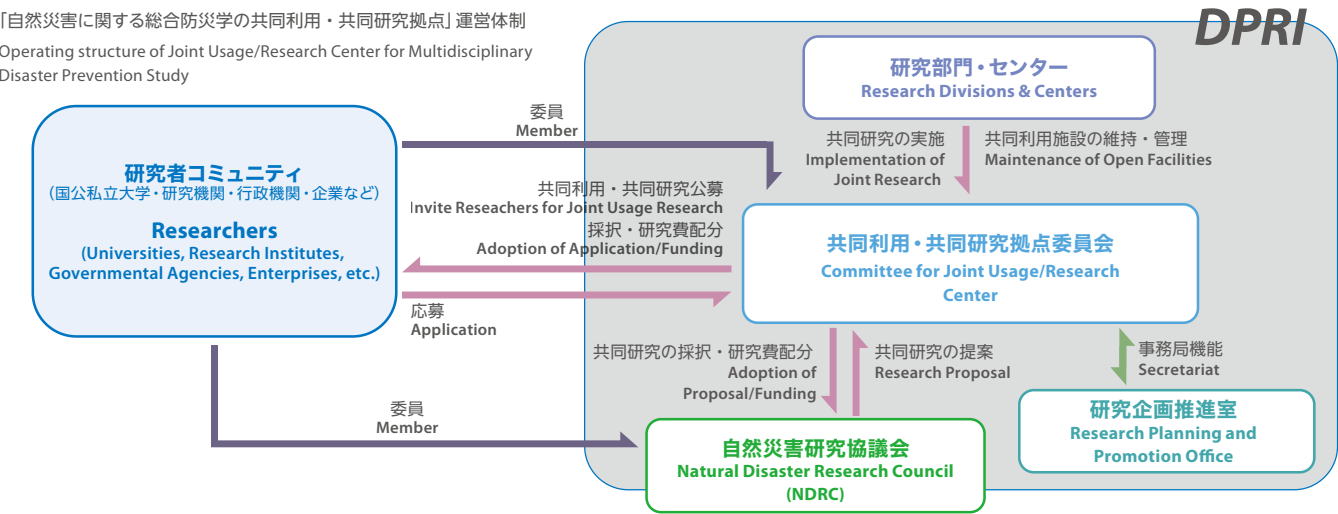 「自然災害に関する総合防災学の共同利用・共同研究拠点」運営体制
Operating structure of Joint Usage/Research Center for Multidisciplinary
Disaster Prevention Study
DPRI
研究部門・センター
Research Divisions & Centers
委員
Member
共同研究の実施
Implementation of
Joint Research
共同利用施設の維持・管理
Maintenance of Open Facilities
研究者コミュニティ
（国公私立大学・研究機関・行政機関・企業など）
Researchers
(Universities, Research Institutes,
Governmental Agencies, Enterprises, etc.)
共同利用・共同研究公募
Invite Reseachers for Joint Usage Research
採択・研究費配分
Adoption of Application/Funding
共同利用・共同研究拠点委員会
Committee for Joint Usage/Research
Center
応募
Application
共同研究の採択・研究費配分
Adoption of
Proposal/Funding
共同研究の提案
Research Proposal
事務局機能
Secretariat
委員
Member
研究企画推進室
Research Planning and
Promotion Office
自然災害研究協議会
Natural Disaster Research Council
(NDRC)